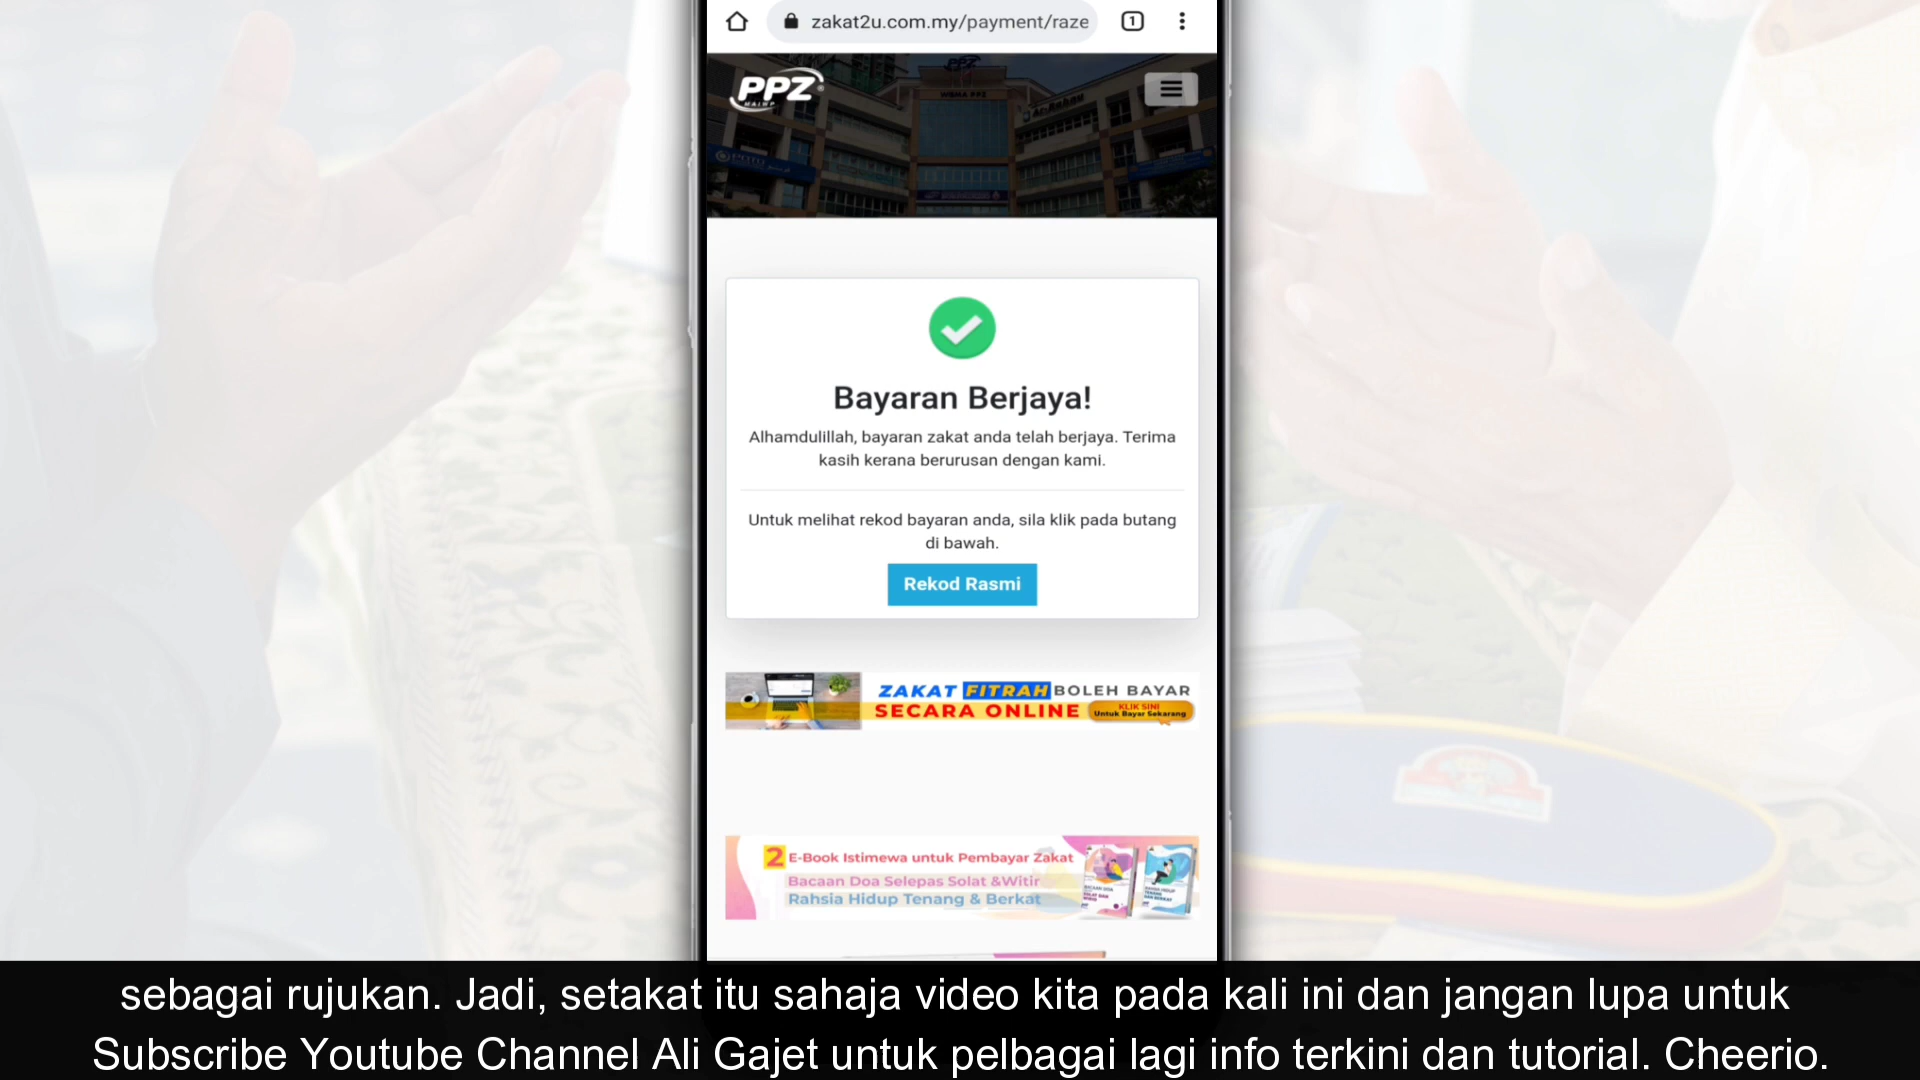 zakat2u.com.my/payment/raze
1
PPZ
WISMA PPZ
Bayaran Berjaya!
Alhamdulillah, bayaran zakat anda telah berjaya. Terima
kasih kerana berurusan dengan kami.
Untuk melihat rekod bayaran anda, sila klik pada butang
di bawah.
Rekod Rasmi
ZAKAT FITRAH BOLEH BAYAR
SECARA ONLINE
KLIK SINI
Untuk Bayar Sekarang
2 E-Book Istimewa untuk Pembayar Zakat
Bacaan Doa Selepas Solat &Witir
Rahsia Hidup Tenang & Berkat
sebagai rujukan. Jadi, setakat itu sahaja video kita pada kali ini dan jangan lupa untuk
Subscribe Youtube Channel Ali Gajet untuk pelbagai lagi info terkini dan tutorial. Cheerio.